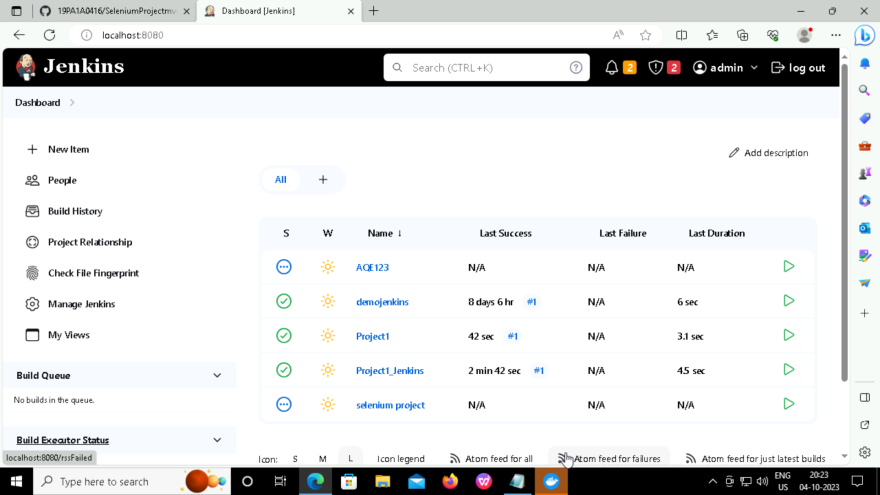 19PA1A0416/SeleniumProjectmv
Dashboard [Jenkins]
localhost:8080
Jenkins
Search (CTRL+K)
2
2
admin
log out
Dashboard
New Item
Add description
People
All
+
Build History
Project Relationship
S W Name ↓ Last Success Last Failure Last Duration
Check File Fingerprint
AQE123 N/A N/A N/A
Manage Jenkins
demojenkins 8 days 6 hr #1 N/A 6 sec
My Views
Project1 42 sec #1 N/A 3.1 sec
Build Queue
Project1_Jenkins 2 min 42 sec #1 N/A 4.5 sec
No builds in the queue.
selenium project N/A N/A N/A
Build Executor Status
localhost:8080/rssFailed
Icon: S M L Icon legend Atom feed for all Atom feed for failures Atom feed for just latest builds
Type here to search
ENG
US
20:23
04-10-2023